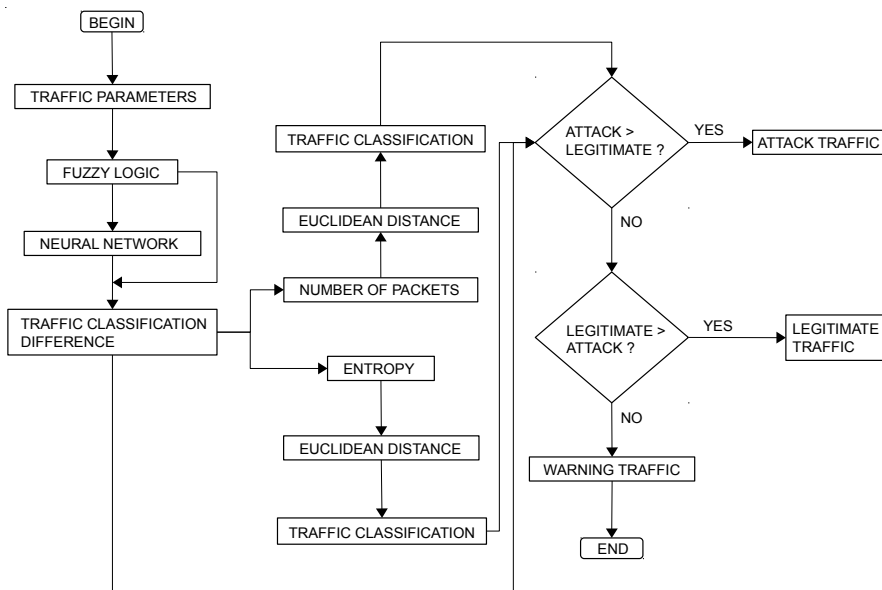 BEGIN
TRAFFIC PARAMETERS
FUZZY LOGIC
NEURAL NETWORK
TRAFFIC CLASSIFICATION
DIFFERENCE
TRAFFIC CLASSIFICATION
EUCLIDEAN DISTANCE
NUMBER OF PACKETS
ENTROPY
EUCLIDEAN DISTANCE
TRAFFIC CLASSIFICATION
ATTACK >
LEGITIMATE ?
YES
ATTACK TRAFFIC
NO
LEGITIMATE >
ATTACK ?
YES
LEGITIMATE
TRAFFIC
NO
WARNING TRAFFIC
END